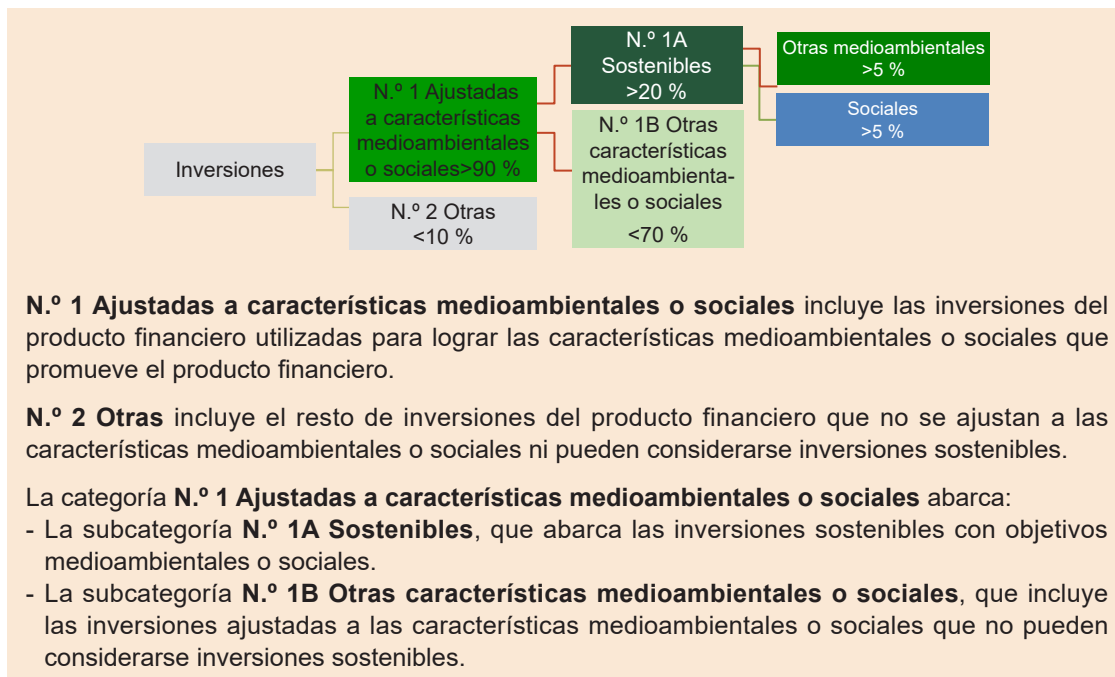 Inversiones
N.º 1 Ajustadas
a características
medioambientales
o sociales>90 %
N.º 2 Otras
<10 %
N.º 1A
Sostenibles
>20 %
N.º 1B Otras
características
medioambienta-
les o sociales
<70 %
Otras medioambientales
>5 %
Sociales
>5 %
N.º 1 Ajustadas a características medioambientales o sociales incluye las inversiones del
producto financiero utilizadas para lograr las características medioambientales o sociales que
promueve el producto financiero.
N.º 2 Otras incluye el resto de inversiones del producto financiero que no se ajustan a las
características medioambientales o sociales ni pueden considerarse inversiones sostenibles.
La categoría N.º 1 Ajustadas a características medioambientales o sociales abarca:
- La subcategoría N.º 1A Sostenibles, que abarca las inversiones sostenibles con objetivos
medioambientales o sociales.
- La subcategoría N.º 1B Otras características medioambientales o sociales, que incluye
las inversiones ajustadas a las características medioambientales o sociales que no pueden
considerarse inversiones sostenibles.